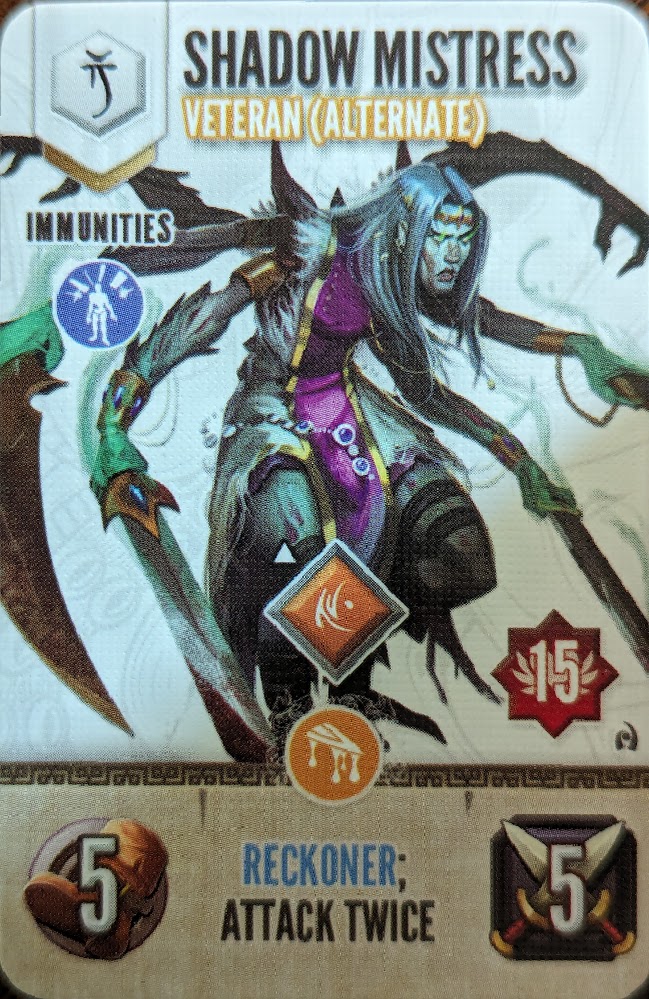 SHADOW MISTRESS
VETERAN (ALTERNATE)
IMMUNITIES
15
5
RECKONER;
ATTACK TWICE
5